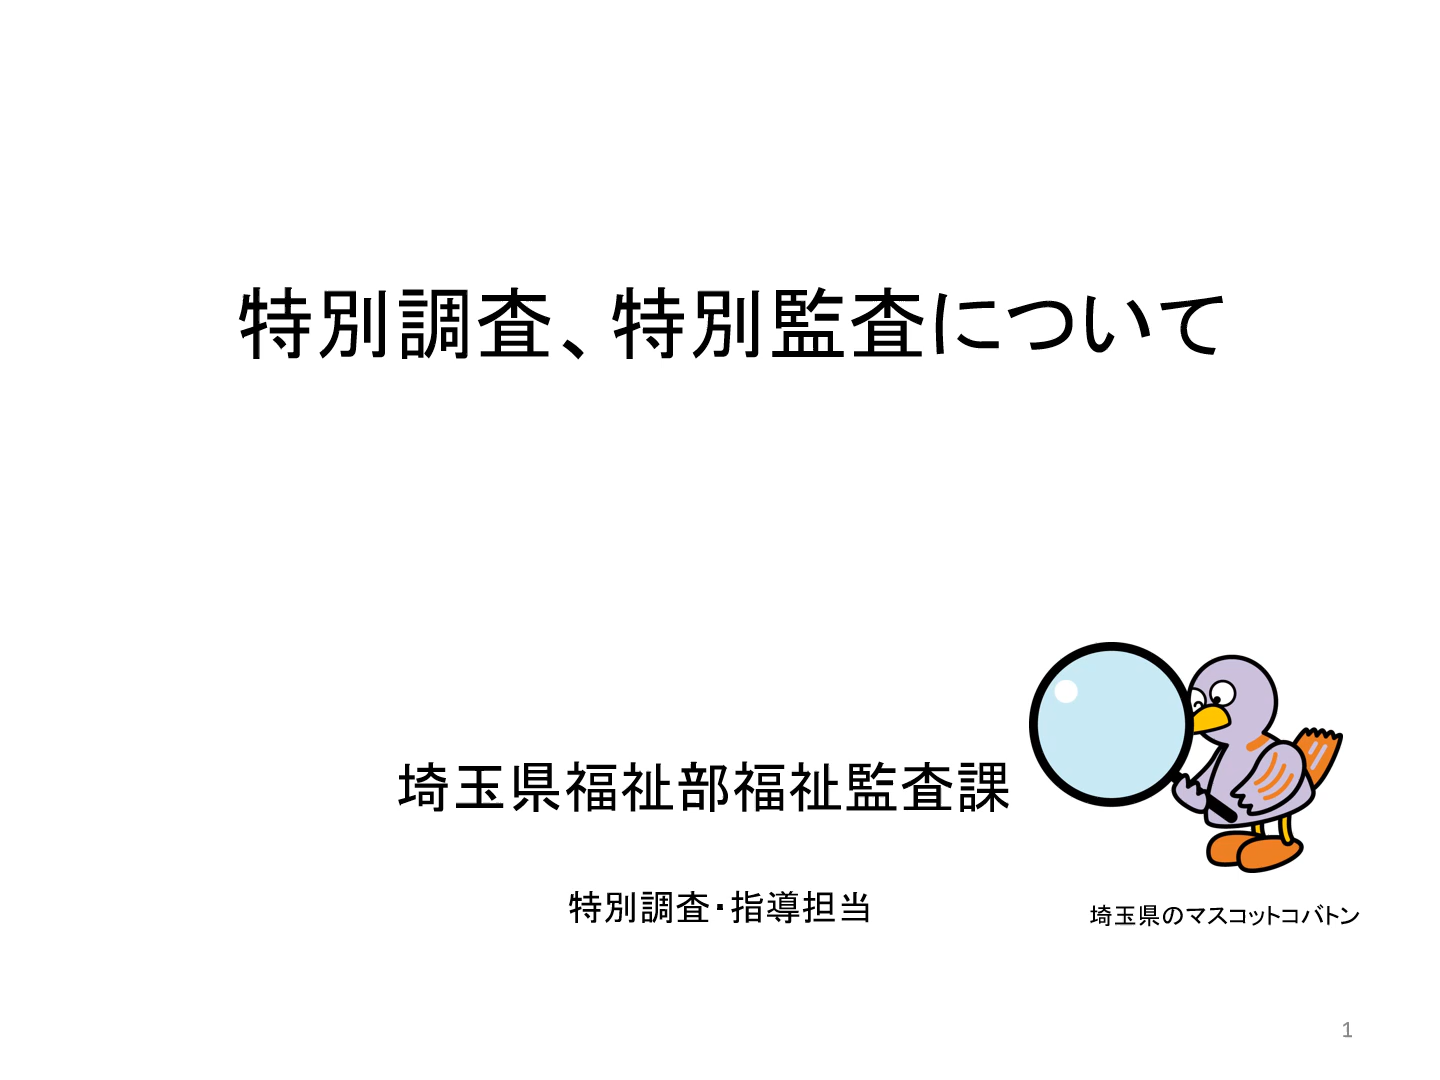 特別調査、特別監査について
埼玉県福祉部福祉監査課
特別調査・指導担当
埼玉県のマスコットコバトン
1